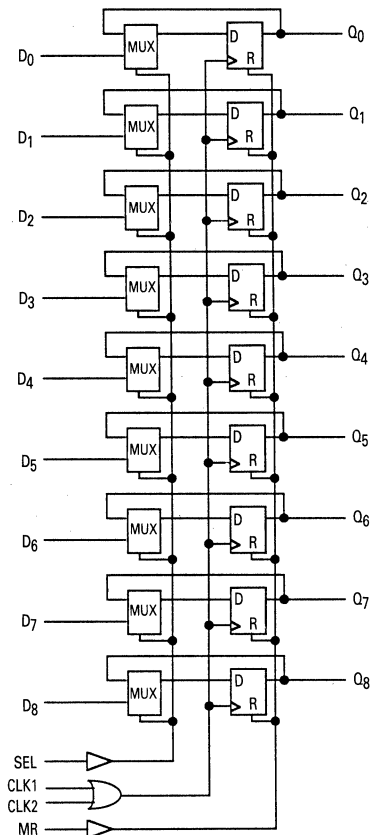 D Q0
MUX
D0 R
D Q1
MUX
D1 R
D Q2
MUX
D2 R
D Q3
MUX
D3 R
D Q4
MUX
D4 R
D Q5
MUX
D5 R
D Q6
MUX
D6 R
D Q7
MUX
D7 R
D Q8
MUX
D8 R
SEL
CLK1
CLK2
MR